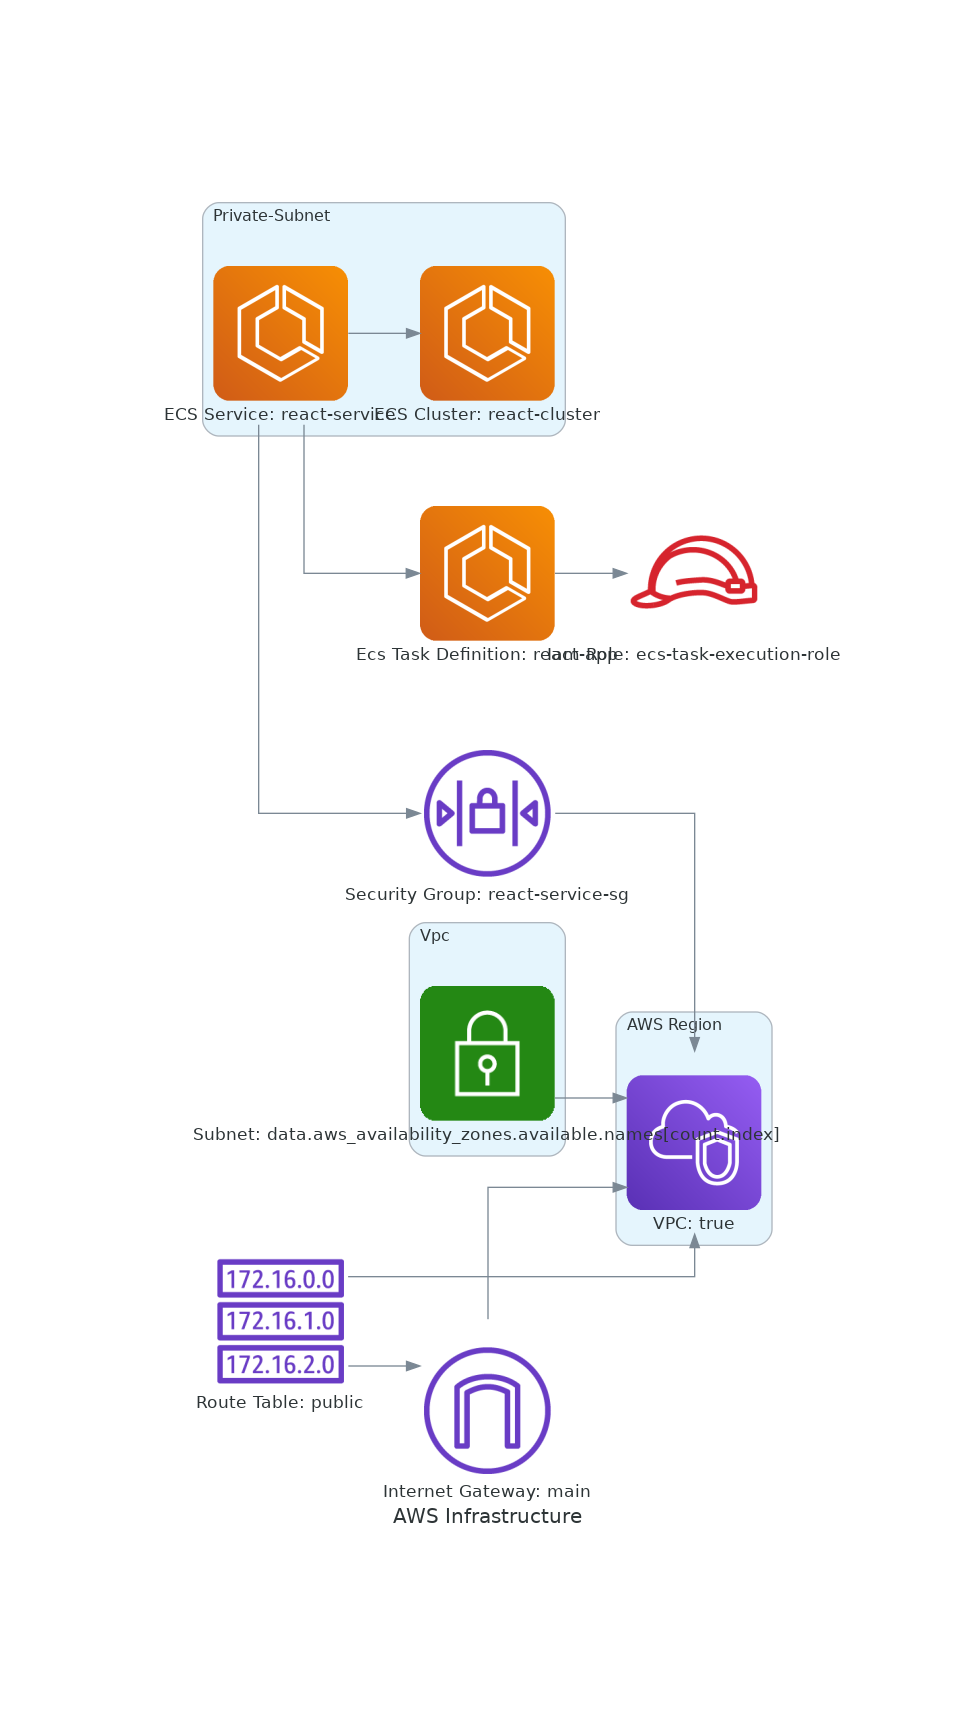 Private-Subnet
ECS Service: react-service
ECS Cluster: react-cluster
Ecs Task Definition: react-app
Iam Role: ecs-task-execution-role
Security Group: react-service-sg
Vpc
AWS Region
Subnet: data.aws_availability_zones.available.names[count.index]
VPC: true
172.16.0.0
172.16.1.0
172.16.2.0
Route Table: public
Internet Gateway: main
AWS Infrastructure